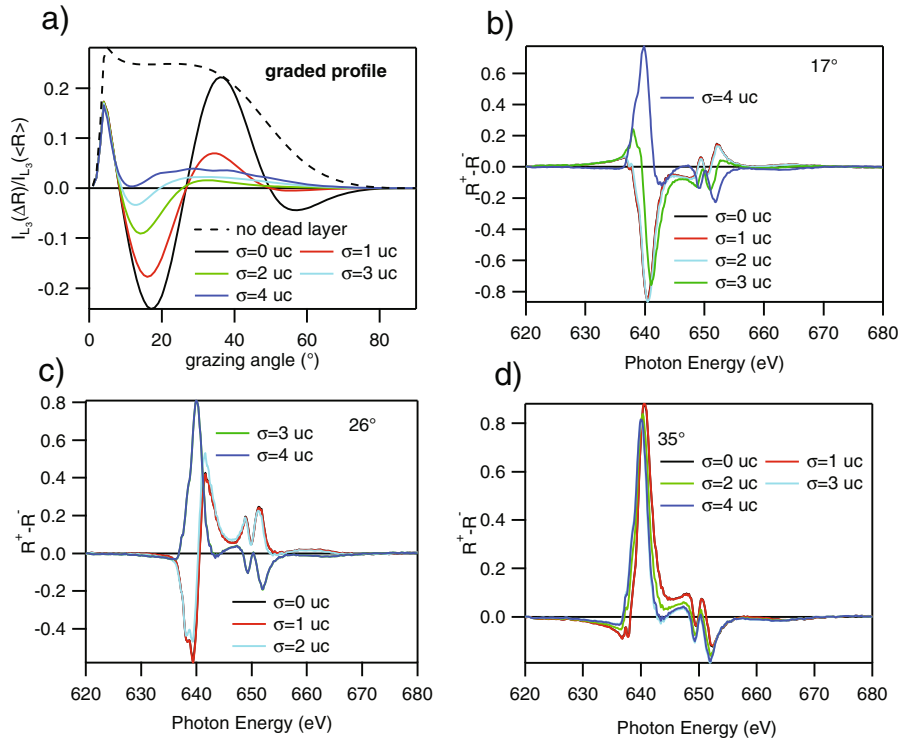 a)
graded profile
0.2
0.1
0.0
-0.1
-0.2
I_L3(ΔR)/I_L3(<R>)
no dead layer
σ=0 uc σ=1 uc
σ=2 uc σ=3 uc
σ=4 uc
0 20 40 60 80
grazing angle (°)
b)
17°
0.6
0.4
0.2
-0.0
-0.2
-0.4
-0.6
-0.8
R⁺-R⁻
σ=4 uc
σ=0 uc
σ=1 uc
σ=2 uc
σ=3 uc
620 630 640 650 660 670 680
Photon Energy (eV)
c)
26°
0.8
0.6
0.4
0.2
0.0
-0.2
-0.4
R⁺-R⁻
σ=3 uc
σ=4 uc
σ=0 uc
σ=1 uc
σ=2 uc
620 630 640 650 660 670 680
Photon Energy (eV)
d)
35°
0.8
0.6
0.4
0.2
0.0
R⁺-R⁻
σ=0 uc σ=1 uc
σ=2 uc σ=3 uc
σ=4 uc
620 630 640 650 660 670 680
Photon Energy (eV)